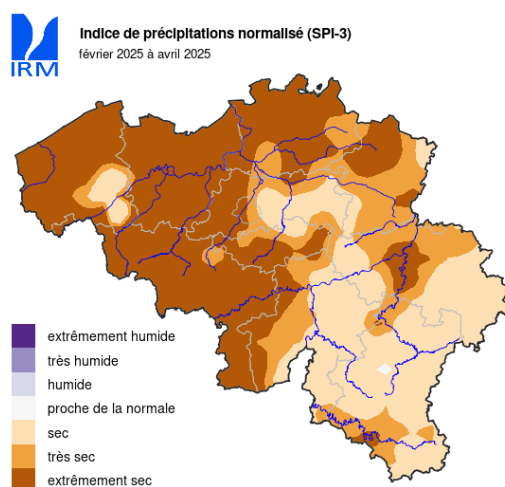 IRM
Indice de précipitations normalisé (SPI-3)
février 2025 à avril 2025
extrêmement humide
très humide
humide
proche de la normale
sec
très sec
extrêmement sec